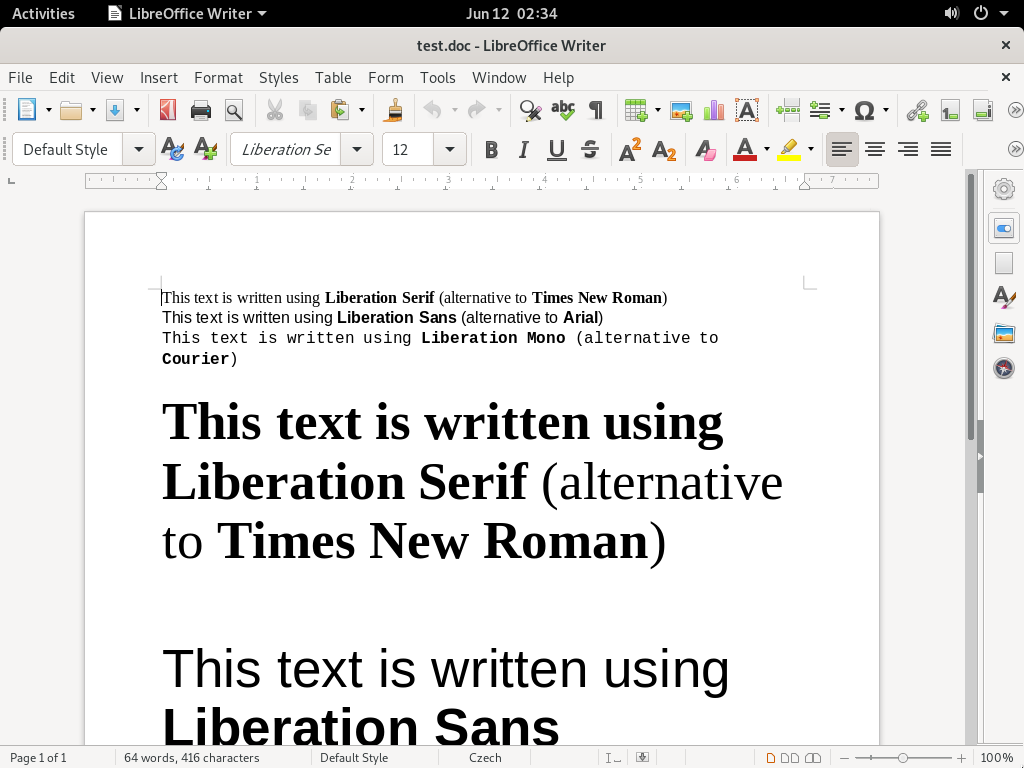 Activities
LibreOffice Writer
Jun 12 02:34
test.doc - LibreOffice Writer
File Edit View Insert Format Styles Table Form Tools Window Help
Default Style
Liberation Se
12
1 2 3 4 5 6 7
This text is written using Liberation Serif (alternative to Times New Roman)
This text is written using Liberation Sans (alternative to Arial)
This text is written using Liberation Mono (alternative to
Courier)
This text is written using
Liberation Serif (alternative
to Times New Roman)
This text is written using
Liberation Sans
Page 1 of 1
64 words, 416 characters
Default Style
Czech
100%